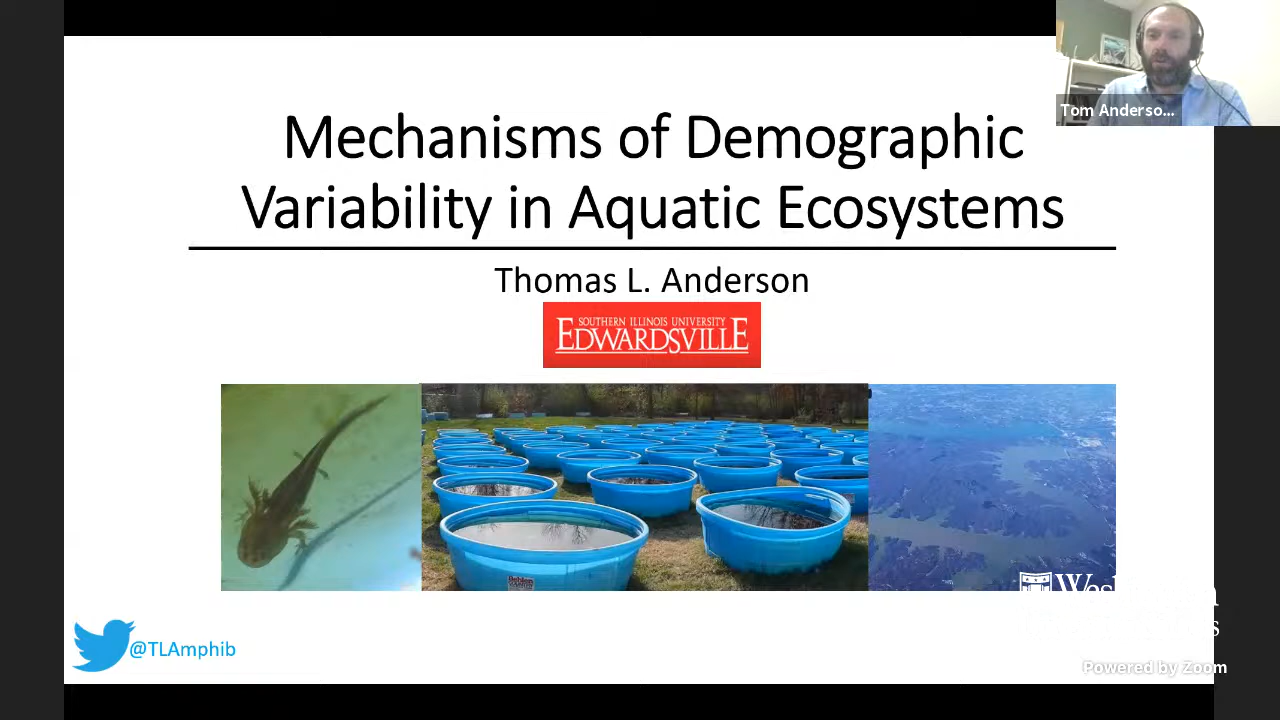 Tom Anderso...
Mechanisms of Demographic
Variability in Aquatic Ecosystems
Thomas L. Anderson
SOUTHERN ILLINOIS UNIVERSITY
EDWARDSVILLE
@TLAmphib
Powered by Zoom